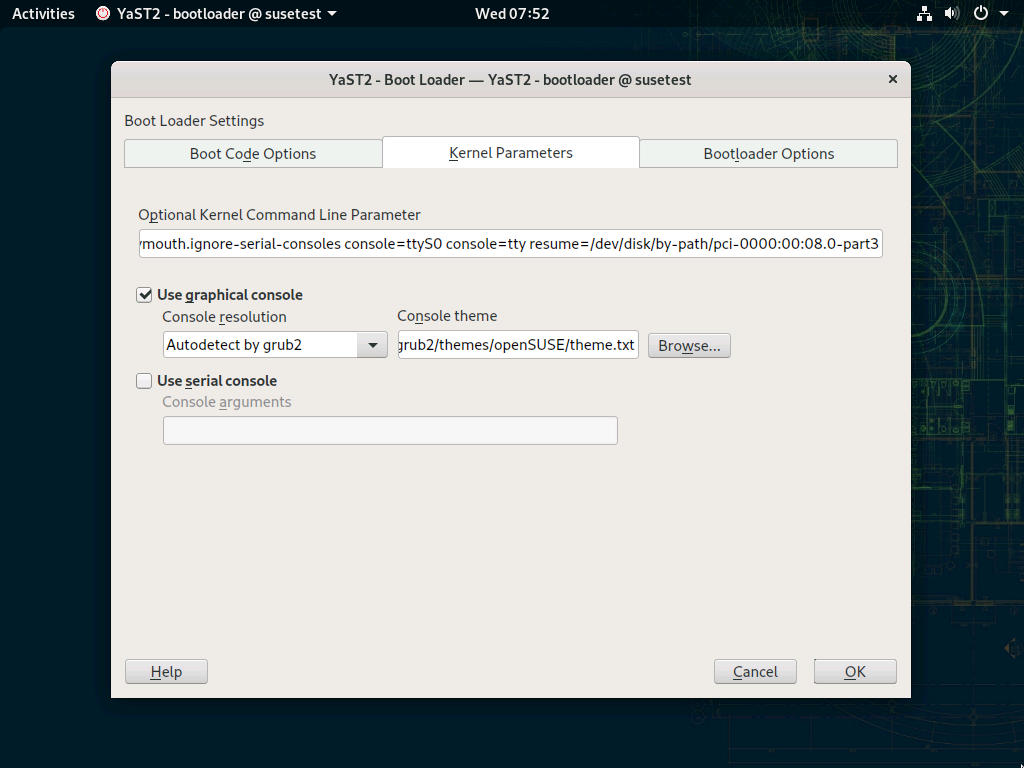 Activities YaST2 - bootloader @ susetest Wed 07:52
YaST2 - Boot Loader — YaST2 - bootloader @ susetest
Boot Loader Settings
Boot Code Options Kernel Parameters Bootloader Options
Optional Kernel Command Line Parameter
mouth.ignore-serial-consoles console=ttyS0 console=tty resume=/dev/disk/by-path/pci-0000:00:08.0-part3
Use graphical console
Console resolution Console theme
Autodetect by grub2 grub2/themes/openSUSE/theme.txt Browse...
Use serial console
Console arguments
Help Cancel OK